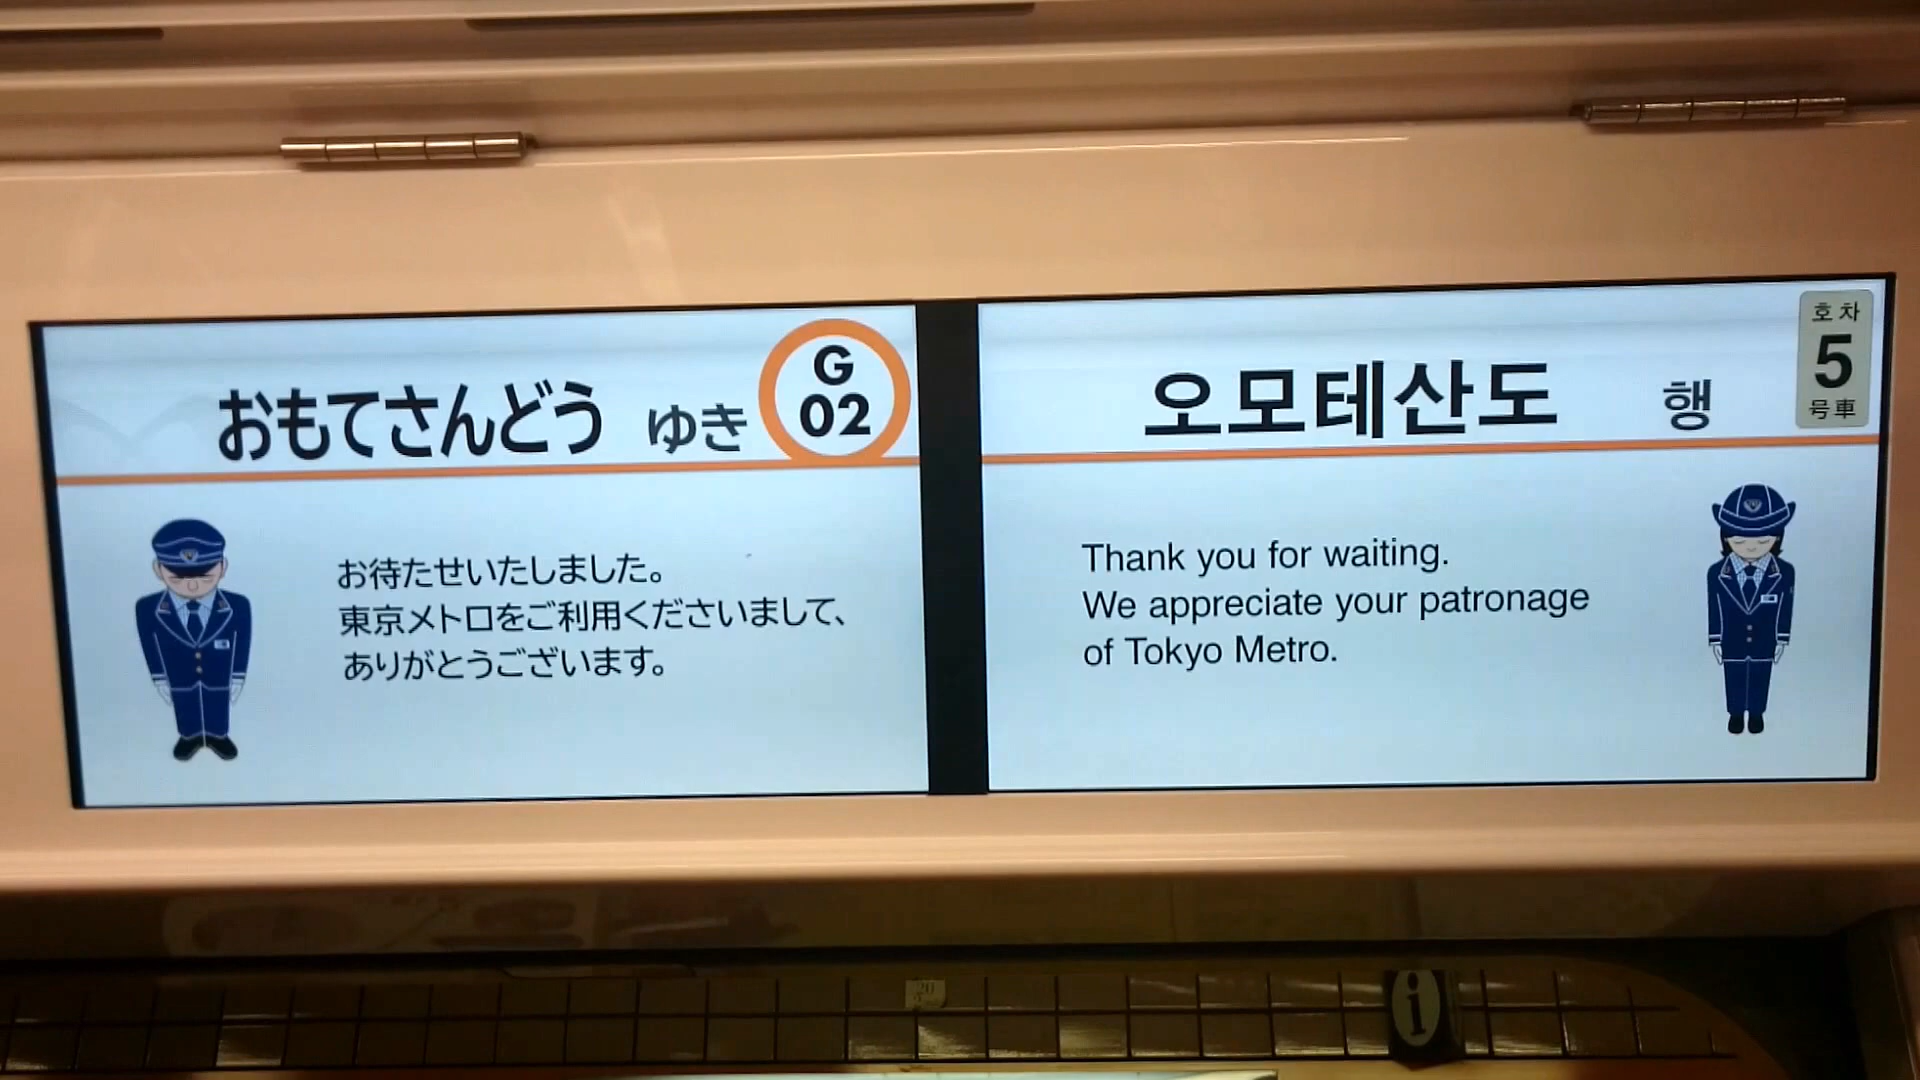 おもてさんどう ゆき
G
02
お待たせいたしました。
東京メトロをご利用くださいまして、
ありがとうございます。
오모테산도 행
호차
5
号車
Thank you for waiting.
We appreciate your patronage
of Tokyo Metro.
20
i